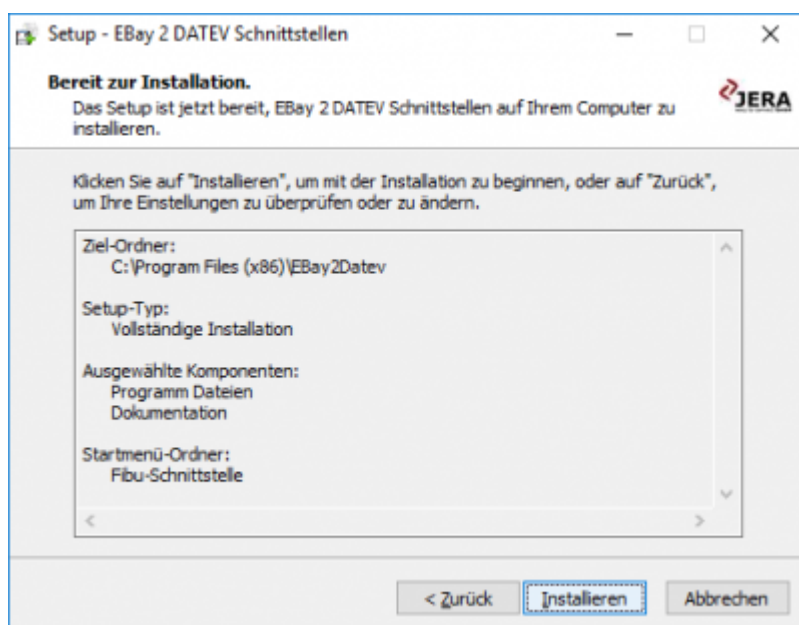 Setup - EBay 2 DATEV Schnittstellen
Bereit zur Installation.
Das Setup ist jetzt bereit, EBay 2 DATEV Schnittstellen auf Ihrem Computer zu
installieren.
JERA
Klicken Sie auf "Installieren", um mit der Installation zu beginnen, oder auf "Zurück",
um Ihre Einstellungen zu überprüfen oder zu ändern.
Ziel-Ordner:
C:\Program Files (x86)\EBay2Datev
Setup-Typ:
Vollständige Installation
Ausgewählte Komponenten:
Programm Dateien
Dokumentation
Startmenü-Ordner:
Fibu-Schnittstelle
< Zurück
Installieren
Abbrechen